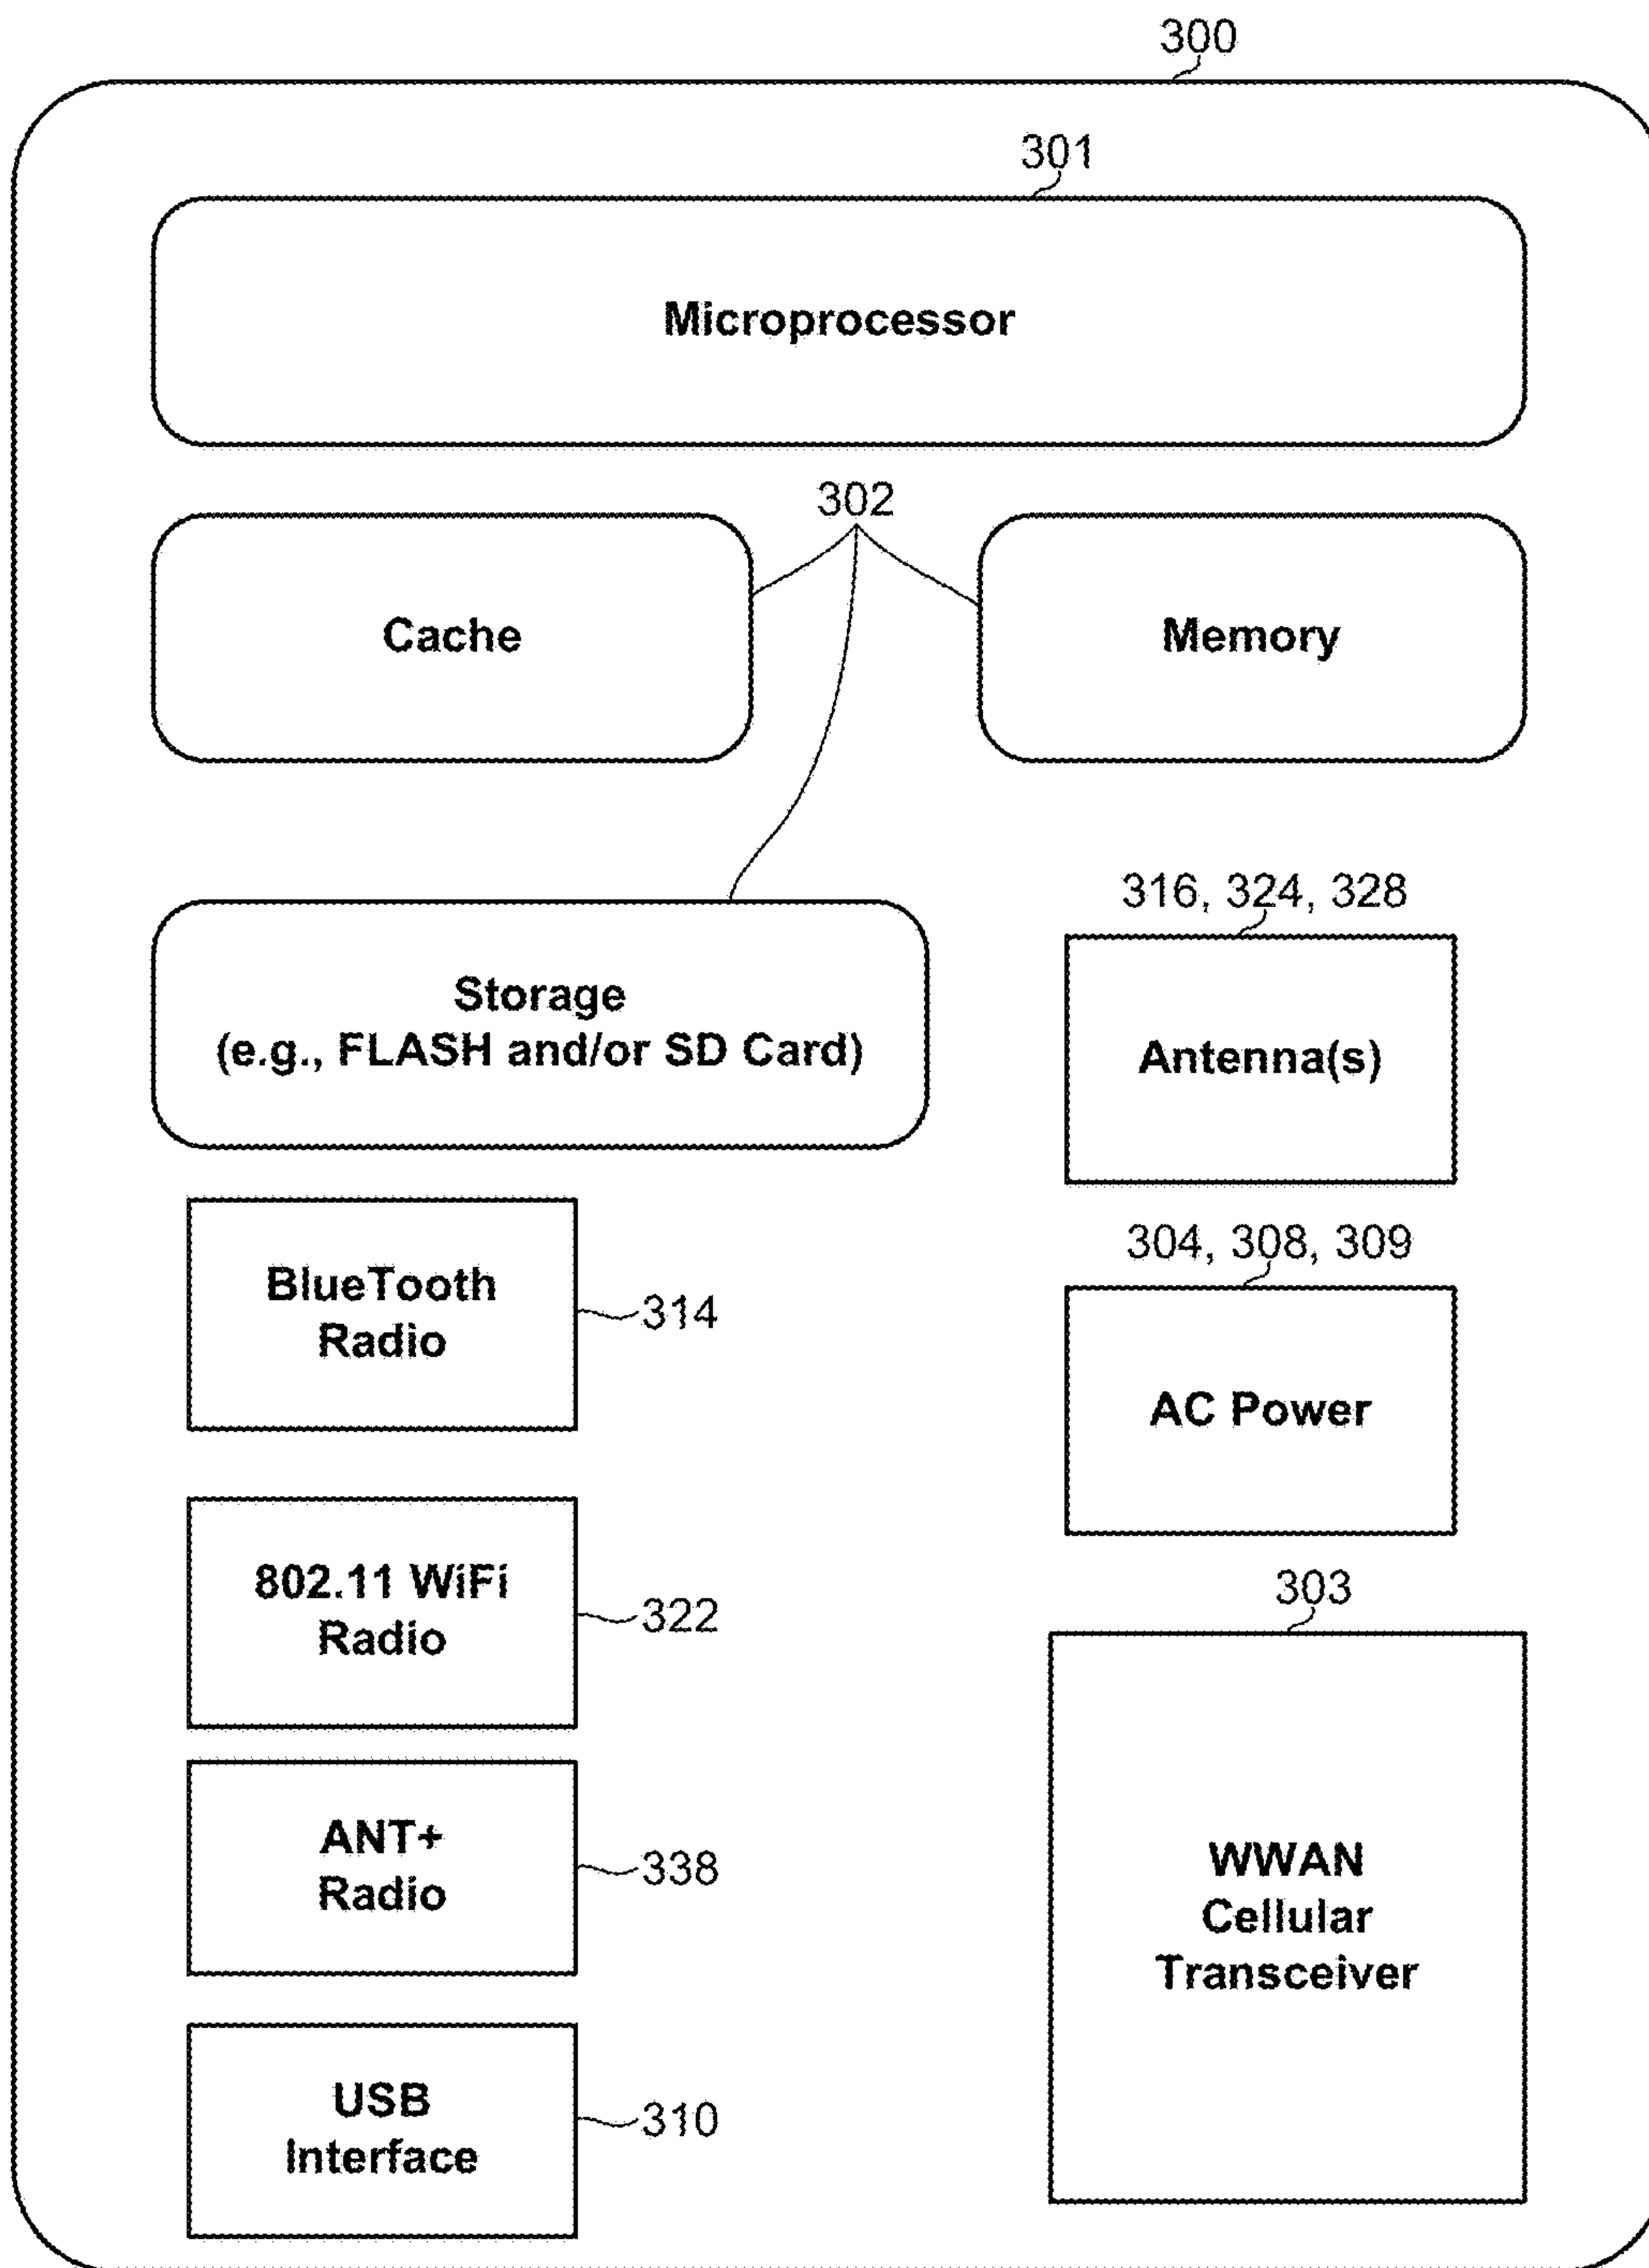 300
301
Microprocessor
302
Cache
Memory
Storage
(e.g., FLASH and/or SD Card)
316, 324, 328
Antenna(s)
BlueTooth
Radio
314
304, 308, 309
AC Power
802.11 WiFi
Radio
322
303
WWAN
Cellular
Transceiver
ANT+
Radio
338
USB
Interface
310